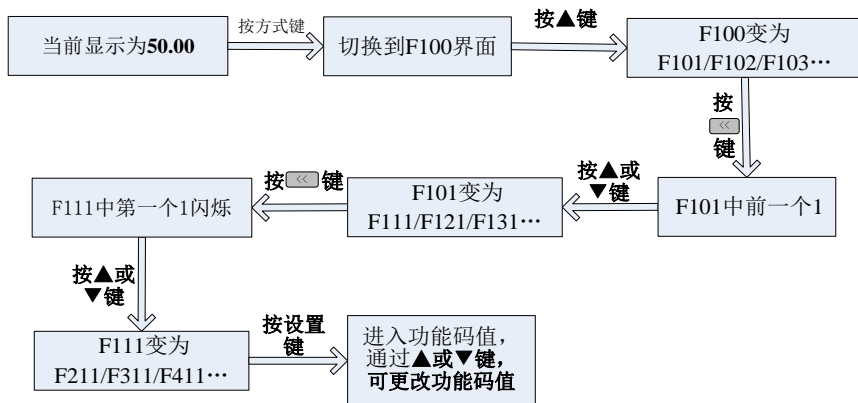 当前显示为50.00
按方式键
切换到F100界面
按▲键
F100变为
F101/F102/F103…
按
<<
键
F101中前一个1
按▲或
▼键
F101变为
F111/F121/F131…
按<<键
F111中第一个1闪烁
按▲或
▼键
F111变为
F211/F311/F411…
按设置
键
进入功能码值，
通过▲或▼键，
可更改功能码值